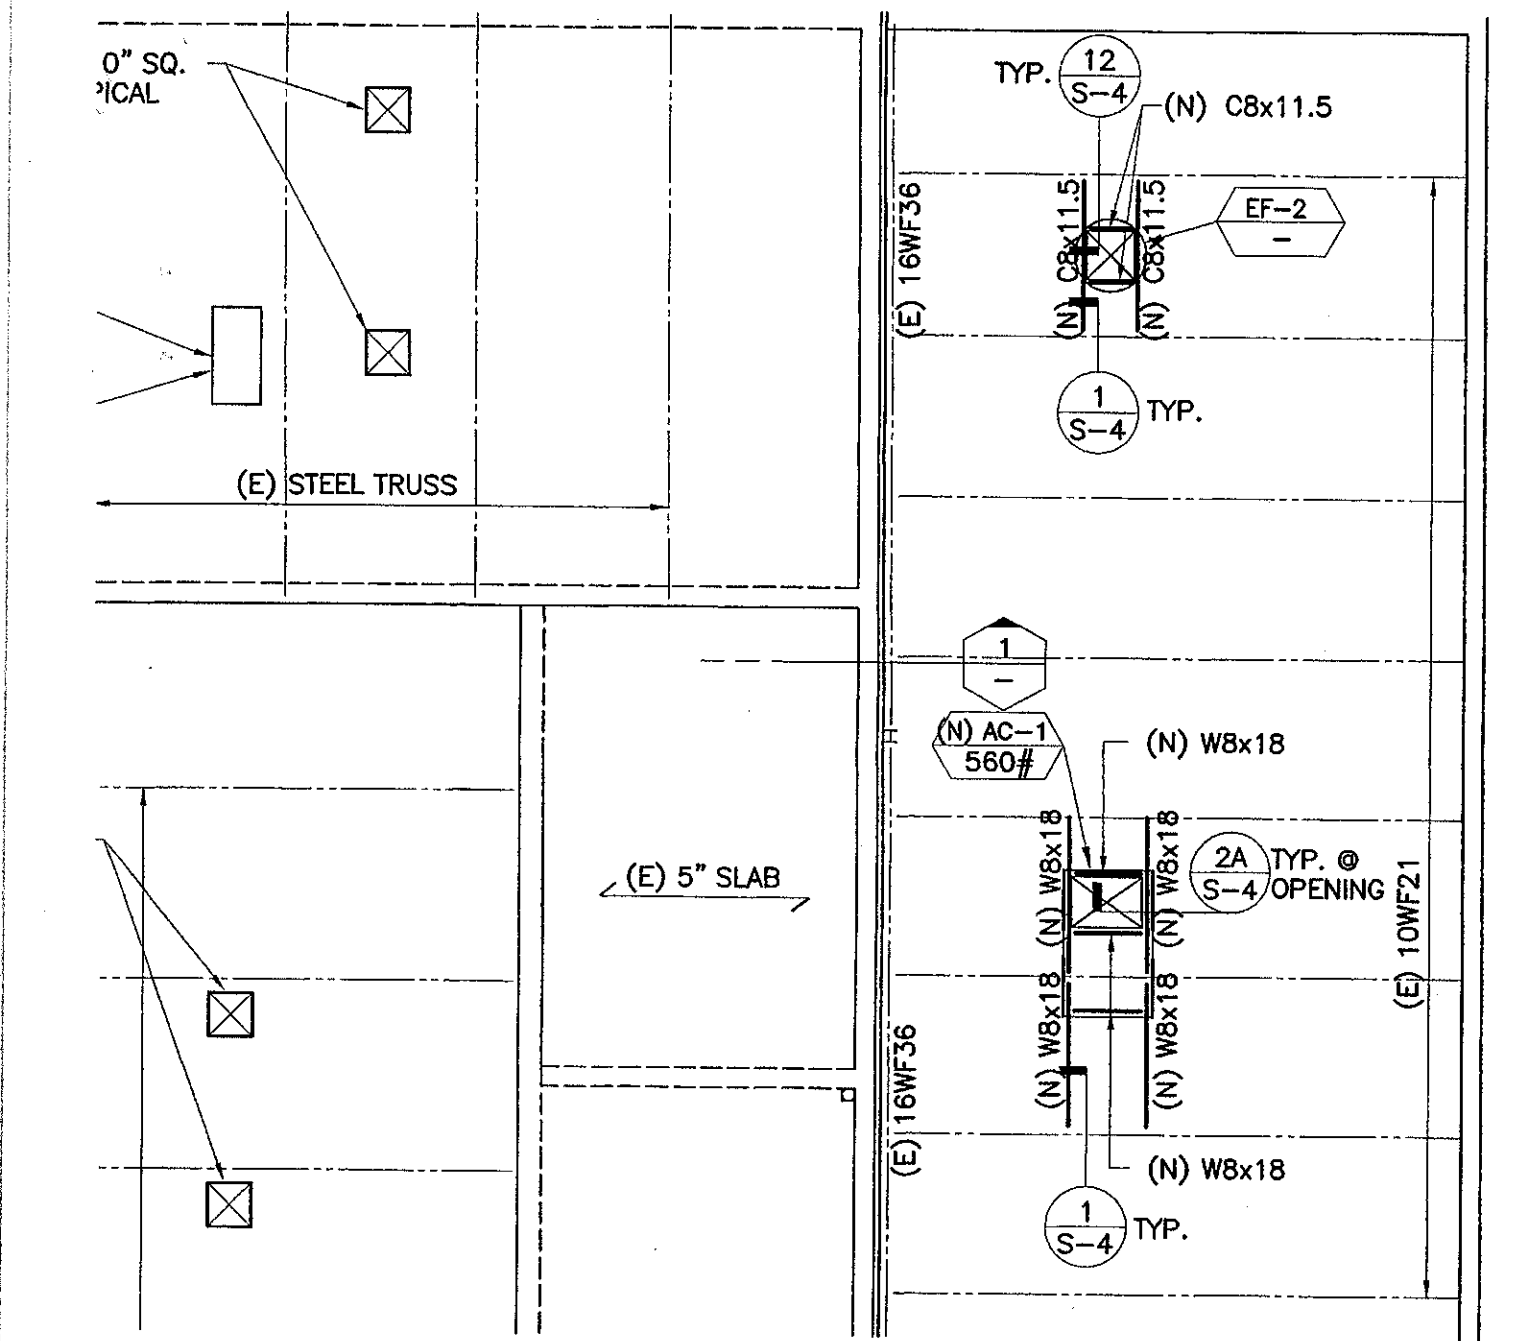 0" SQ.
PICAL
(E) STEEL TRUSS
(E) 5" SLAB
TYP.
12
S-4
(N) C8x11.5
(E) 16WF36
(N) C8x11.5
(N) C8x11.5
EF-2
-
1
S-4
TYP.
1
-
(N) AC-1
560#
(N) W8x18
(N) W8x18
(N) W8x18
2A
S-4
TYP. @
OPENING
(E) 10WF21
(N) W8x18
(N) W8x18
(E) 16WF36
(N) W8x18
1
S-4
TYP.